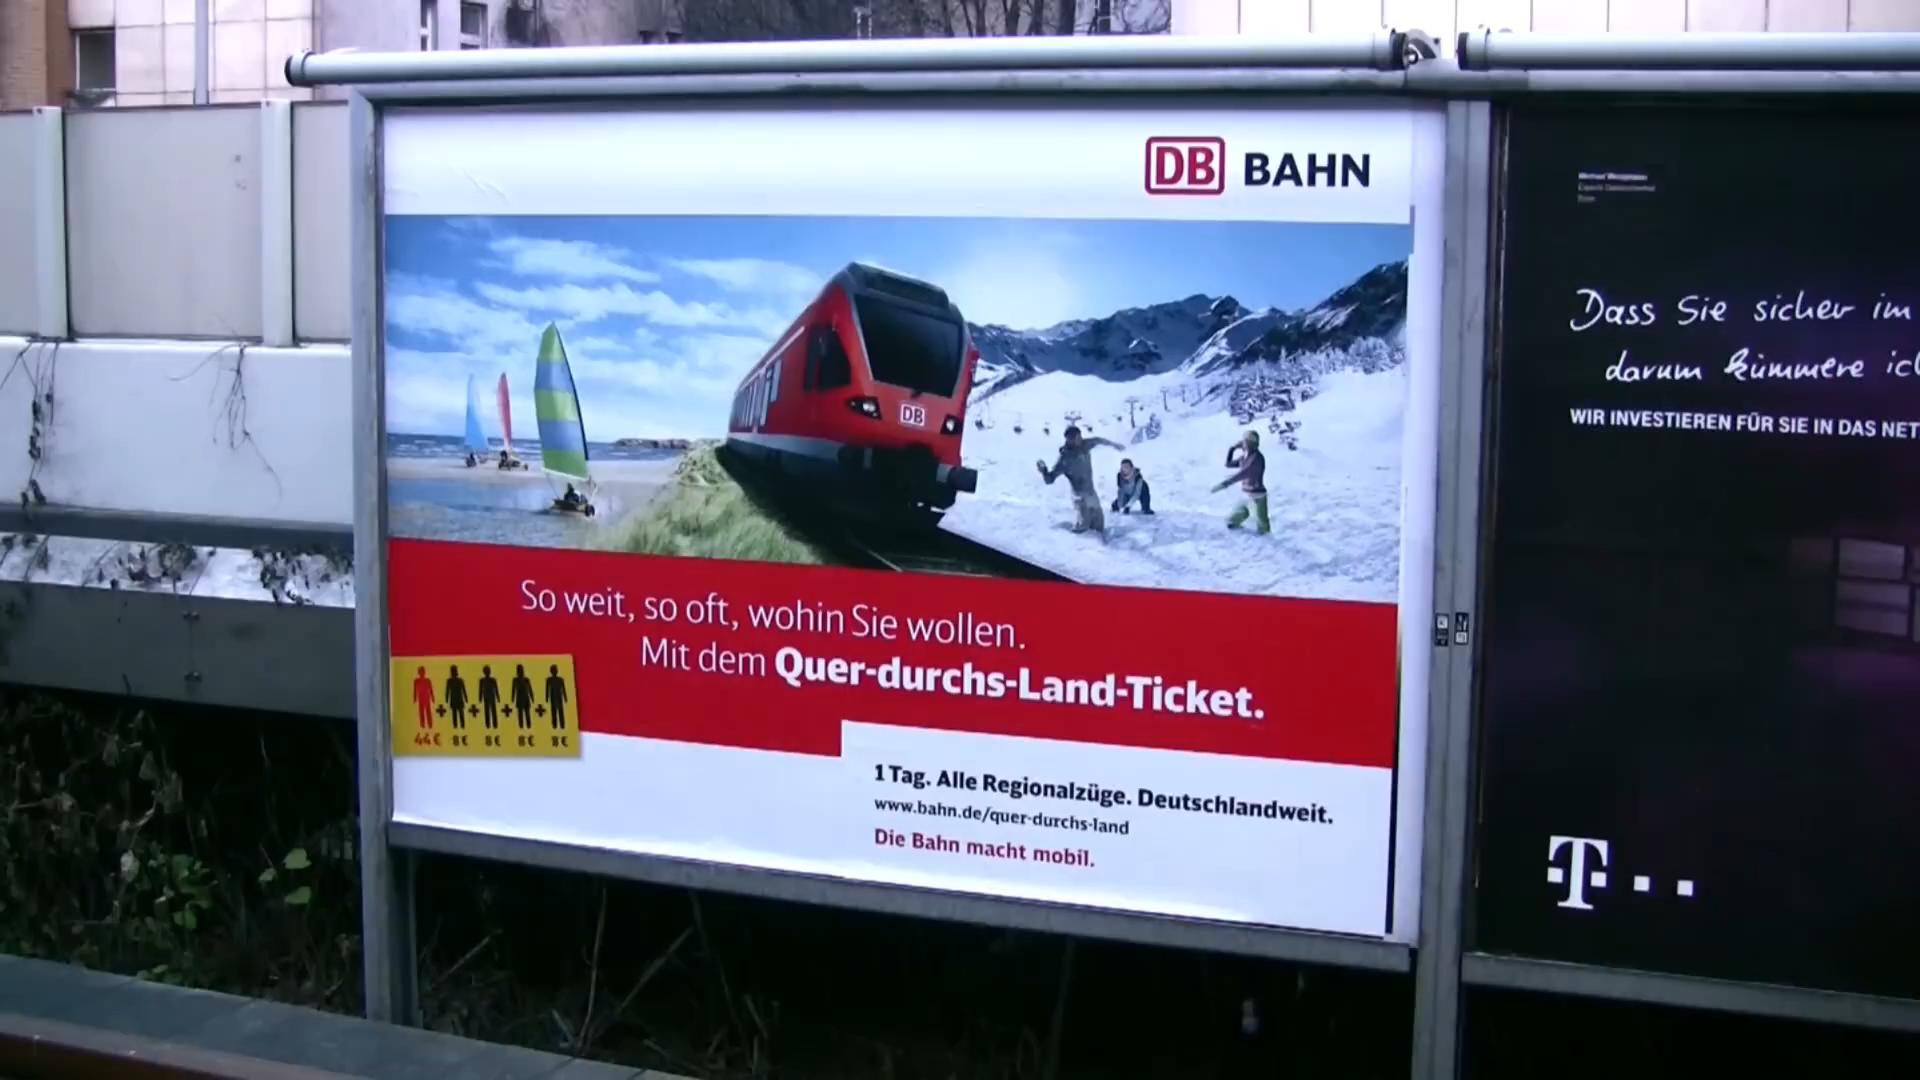 DB BAHN
DB
So weit, so oft, wohin Sie wollen.
Mit dem Quer-durchs-Land-Ticket.
44€ 8€ 8€ 8€ 8€
1 Tag. Alle Regionalzüge. Deutschlandweit.
www.bahn.de/quer-durchs-land
Die Bahn macht mobil.
Dass Sie sicher im
darum kümmere ich
WIR INVESTIEREN FÜR SIE IN DAS NET
T